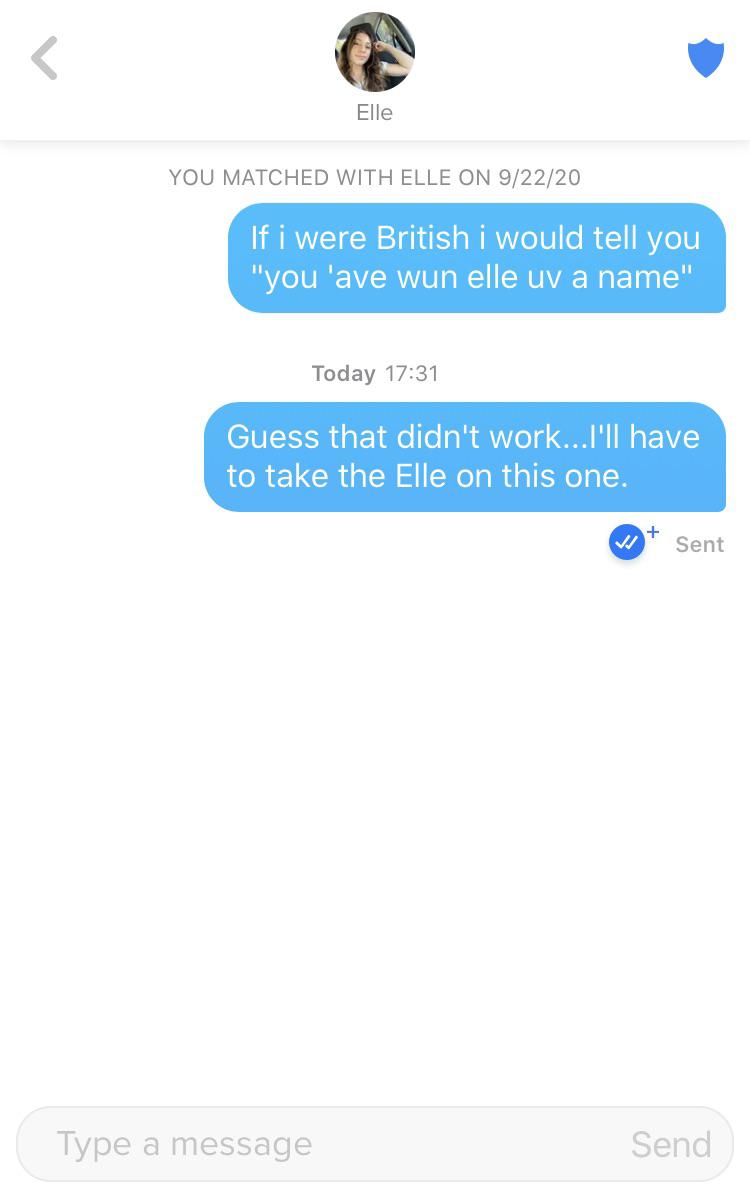 Elle
YOU MATCHED WITH ELLE ON 9/22/20
If i were British i would tell you
"you 'ave wun elle uv a name"
Today 17:31
Guess that didn't work...I'll have
to take the Elle on this one.
Sent
Type a message Send